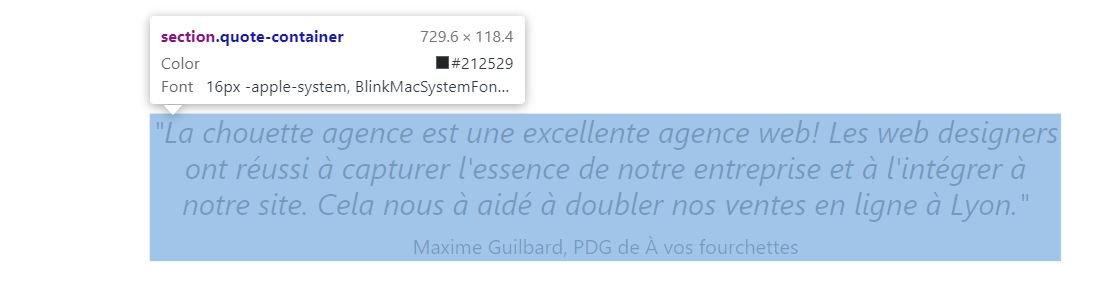 section.quote-container 729.6 × 118.4
Color #212529
Font 16px -apple-system, BlinkMacSystemFon...
"La chouette agence est une excellente agence web! Les web designers
ont réussi à capturer l'essence de notre entreprise et à l'intégrer à
notre site. Cela nous à aidé à doubler nos ventes en ligne à Lyon."
Maxime Guilbard, PDG de À vos fourchettes